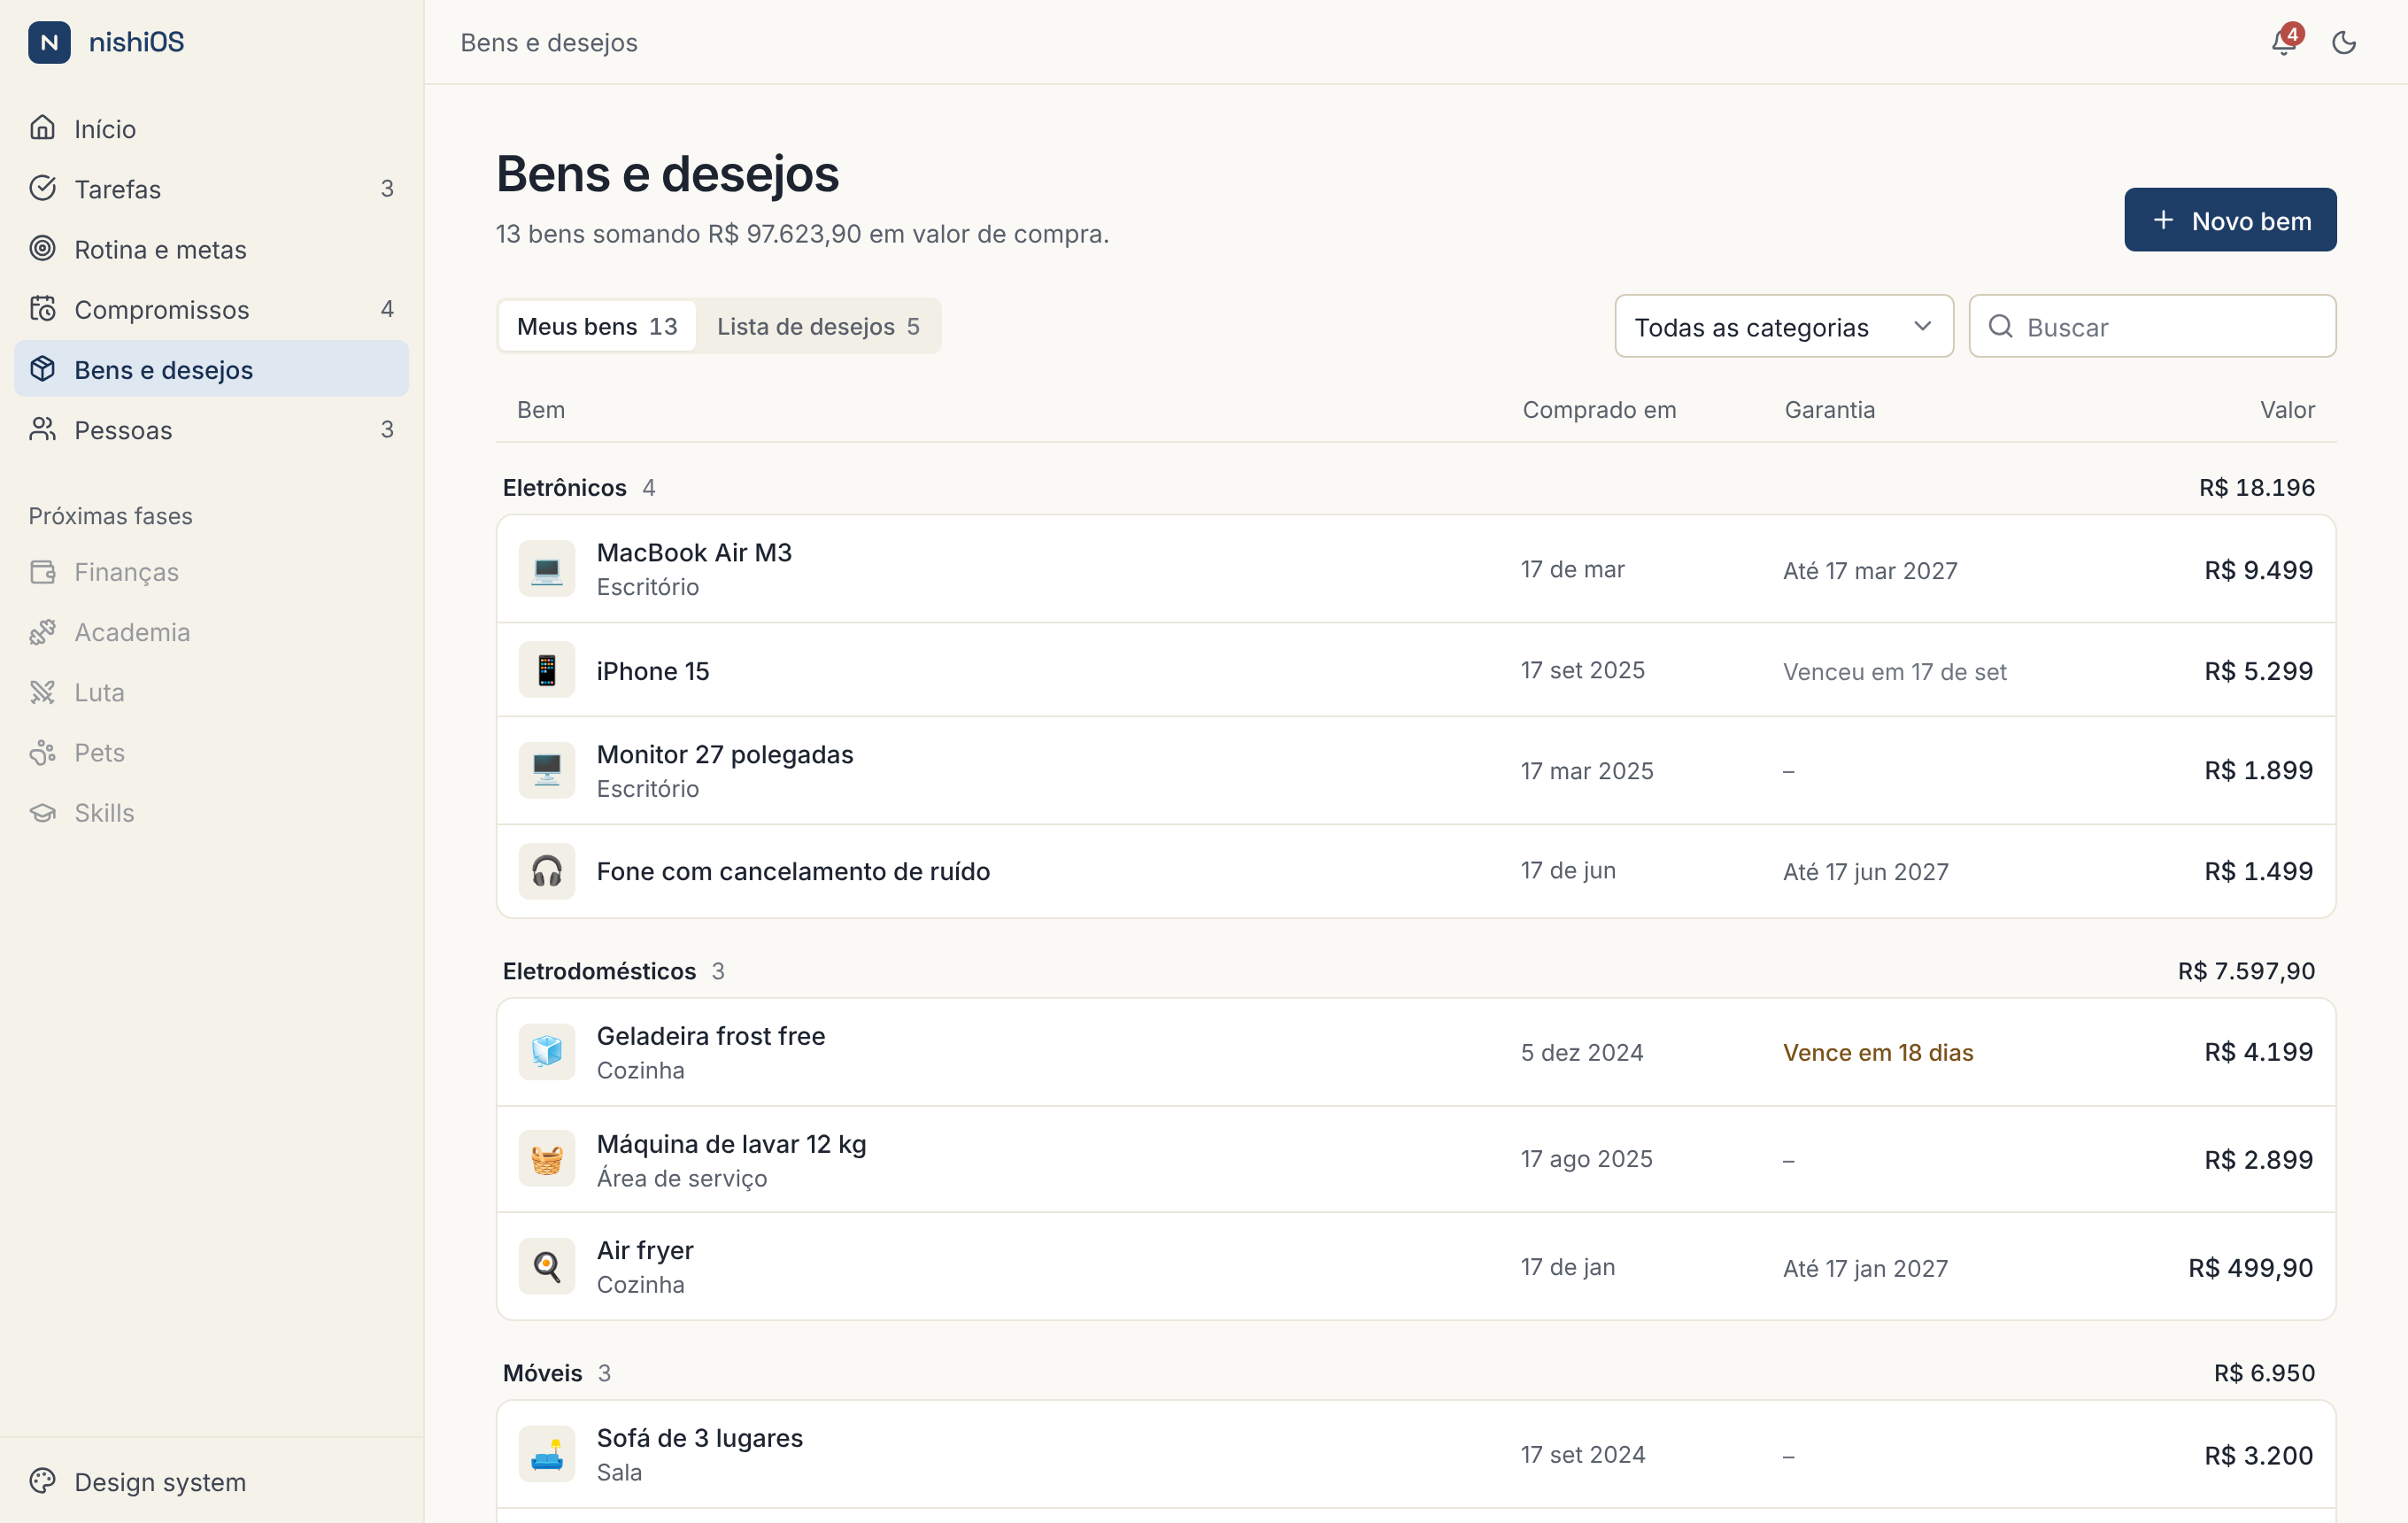 N nishiOS
Início
Tarefas 3
Rotina e metas
Compromissos 4
Bens e desejos
Pessoas 3
Próximas fases
Finanças
Academia
Luta
Pets
Skills
Design system
Bens e desejos
4
Bens e desejos
13 bens somando R$ 97.623,90 em valor de compra.
+ Novo bem
Meus bens 13 Lista de desejos 5
Todas as categorias
Buscar
Bem Comprado em Garantia Valor
Eletrônicos 4 R$ 18.196
MacBook Air M3
Escritório
17 de mar Até 17 mar 2027 R$ 9.499
iPhone 15 17 set 2025 Venceu em 17 de set R$ 5.299
Monitor 27 polegadas
Escritório
17 mar 2025 – R$ 1.899
Fone com cancelamento de ruído 17 de jun Até 17 jun 2027 R$ 1.499
Eletrodomésticos 3 R$ 7.597,90
Geladeira frost free
Cozinha
5 dez 2024 Vence em 18 dias R$ 4.199
Máquina de lavar 12 kg
Área de serviço
17 ago 2025 – R$ 2.899
Air fryer
Cozinha
17 de jan Até 17 jan 2027 R$ 499,90
Móveis 3 R$ 6.950
Sofá de 3 lugares
Sala
17 set 2024 – R$ 3.200